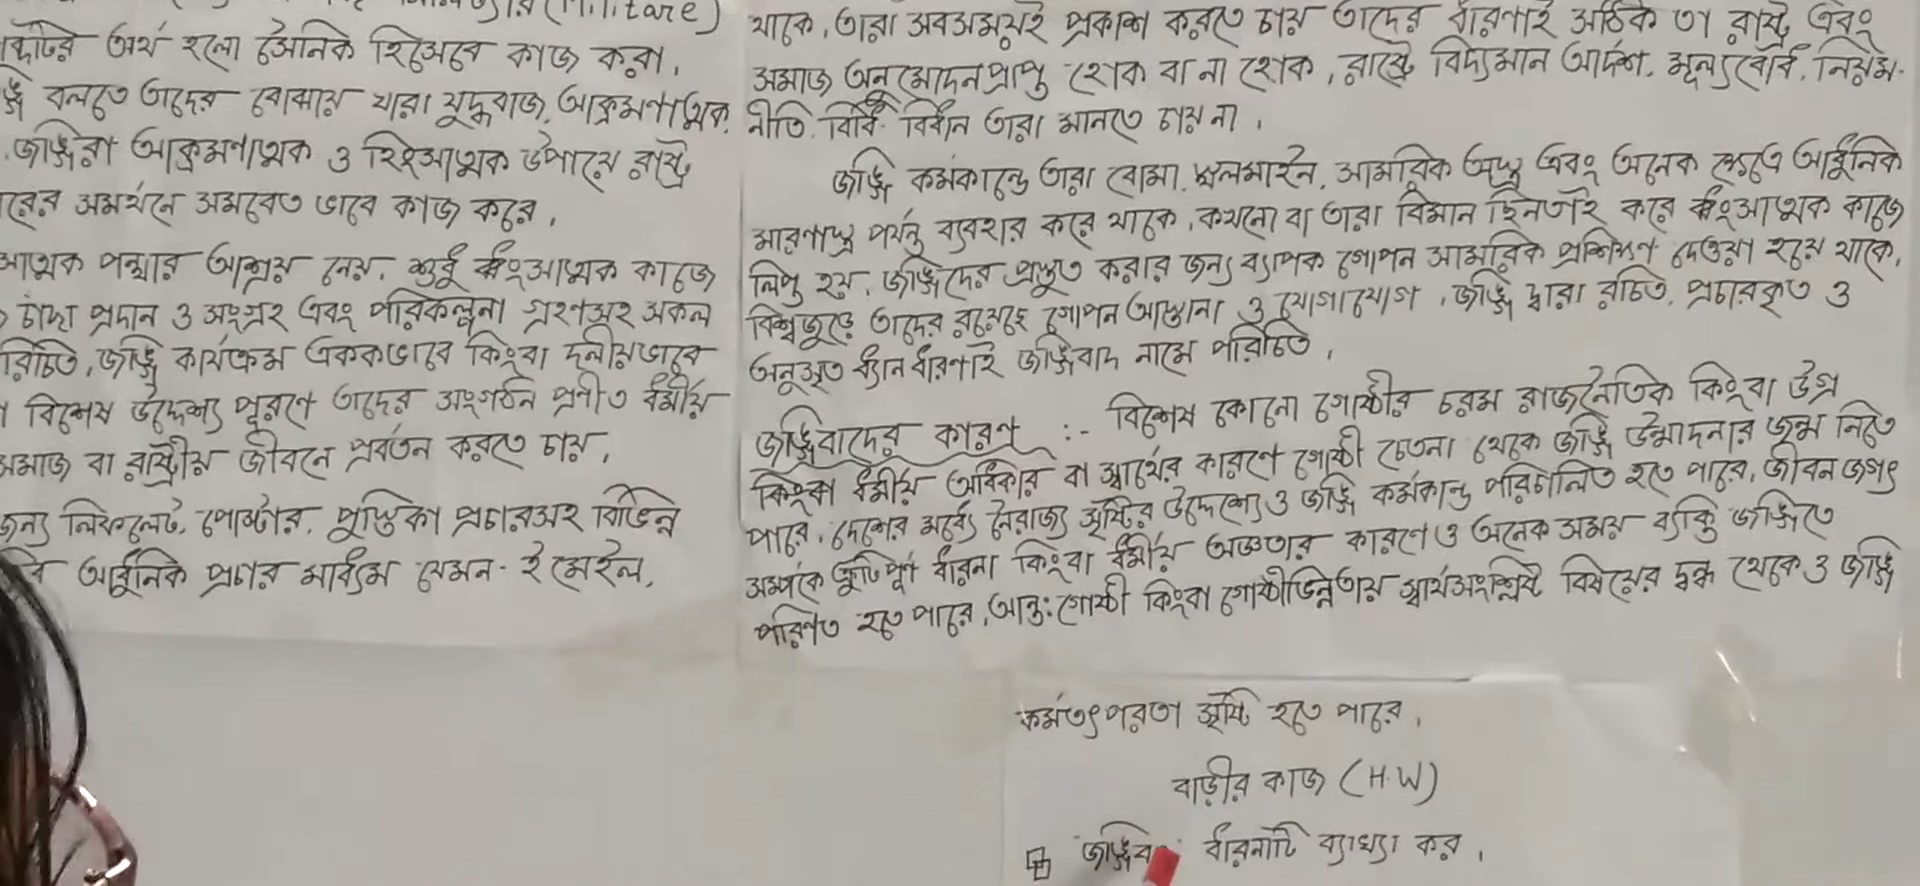 (Militare)
অর্থ হলো সৈনিক হিসেবে কাজ করা।
বলতে তাদের বোঝায় যারা যুদ্ধবাজ, আক্রমণাত্মক,
জঙ্গিরা আক্রমণাত্মক ও হিংসাত্মক উপায়ে রাষ্ট্রে
সমর্থনে সমবেত ভাবে কাজ করে।
পন্থার আশ্রয় নেয়, শুধু ধ্বংসাত্মক কাজে
চাঁদা প্রদান ও সংগ্রহ এবং পরিকল্পনা গ্রহণসহ সকল
জঙ্গি কার্যক্রম এককভাবে কিংবা দলীয়ভাবে
বিশেষ উদ্দেশ্য পূরণে তাদের সংগঠন প্রণীত ধর্মীয়
সমাজ বা রাষ্ট্রীয় জীবনে প্রবর্তন করতে চায়।
জন্য লিফলেট, পোষ্টার, পুস্তিকা প্রচারসহ বিভিন্ন
আধুনিক প্রচার মাধ্যম যেমন- ই মেইল,
থাকে, তারা সবসময়ই প্রকাশ করতে চায় তাদের ধারণাই সঠিক তা রাষ্ট্র এবং
সমাজ অনুমোদনপ্রাপ্ত হোক বা না হোক, রাষ্ট্রে বিদ্যমান আর্দশ, মূল্যবোধ, নিয়ম-
নীতি, বিধি- বিধান তারা মানতে চায় না।
জঙ্গি কর্মকান্ডে তারা বোমা, স্থলমাইন, সামরিক অস্ত্র এবং অনেক ক্ষেত্রে আধুনিক
মারণাস্ত্র পর্যন্ত ব্যবহার করে থাকে, কখনো বা তারা বিমান ছিনতাই করে ধ্বংসাত্মক কাজে
লিপ্ত হয়, জঙ্গিদের প্রস্তুত করার জন্য ব্যাপক গোপন সামরিক প্রশিক্ষণ দেওয়া হয়ে থাকে,
বিশ্বজুড়ে তাদের রয়েছে গোপন আস্তানা ও যোগাযোগ, জঙ্গি দ্বারা রচিত, প্রচারকৃত ও
অনুসৃত ধ্যান ধারণাই জঙ্গিবাদ নামে পরিচিত,
জঙ্গিবাদের কারণ :- বিশেষ কোনো গোষ্ঠীর চরম রাজনৈতিক কিংবা উগ্র
কিংবা ধর্মীয় অধিকার বা স্বার্থের কারণে গোষ্ঠী চেতনা থেকে জঙ্গি উম্মাদনার জন্ম নিতে
পারে, দেশের মধ্যে নৈরাজ্য সৃষ্টির উদ্দেশ্যে ও জঙ্গি কর্মকান্ড পরিচালিত হতে পারে, জীবন জগৎ
সর্ম্পকে ত্রুটিপূর্ণ ধারনা কিংবা ধর্মীয় অজ্ঞতার কারণে ও অনেক সময় ব্যক্তি জঙ্গিতে
পরিণত হতে পারে, আন্ত:গোষ্ঠী কিংবা গোষ্ঠীভিন্নতায় স্বার্থসংশ্লিষ্ট বিষয়ের দ্বন্ধ থেকে ও জঙ্গি
কর্মতৎপরতা সৃষ্টি হতে পারে,
বাড়ীর কাজ (H.W)
ধারনাটি ব্যাখ্যা কর,